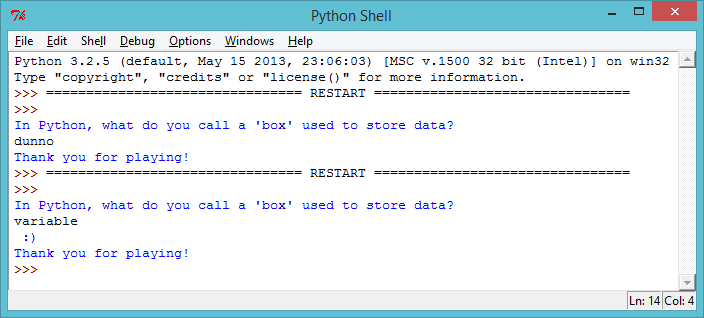 Python Shell
File Edit Shell Debug Options Windows Help
Python 3.2.5 (default, May 15 2013, 23:06:03) [MSC v.1500 32 bit (Intel)] on win32
Type "copyright", "credits" or "license()" for more information.
>>> ================================ RESTART ================================
>>>
In Python, what do you call a 'box' used to store data?
dunno
Thank you for playing!
>>> ================================ RESTART ================================
>>>
In Python, what do you call a 'box' used to store data?
variable
 :)
Thank you for playing!
>>>
Ln: 14 Col: 4